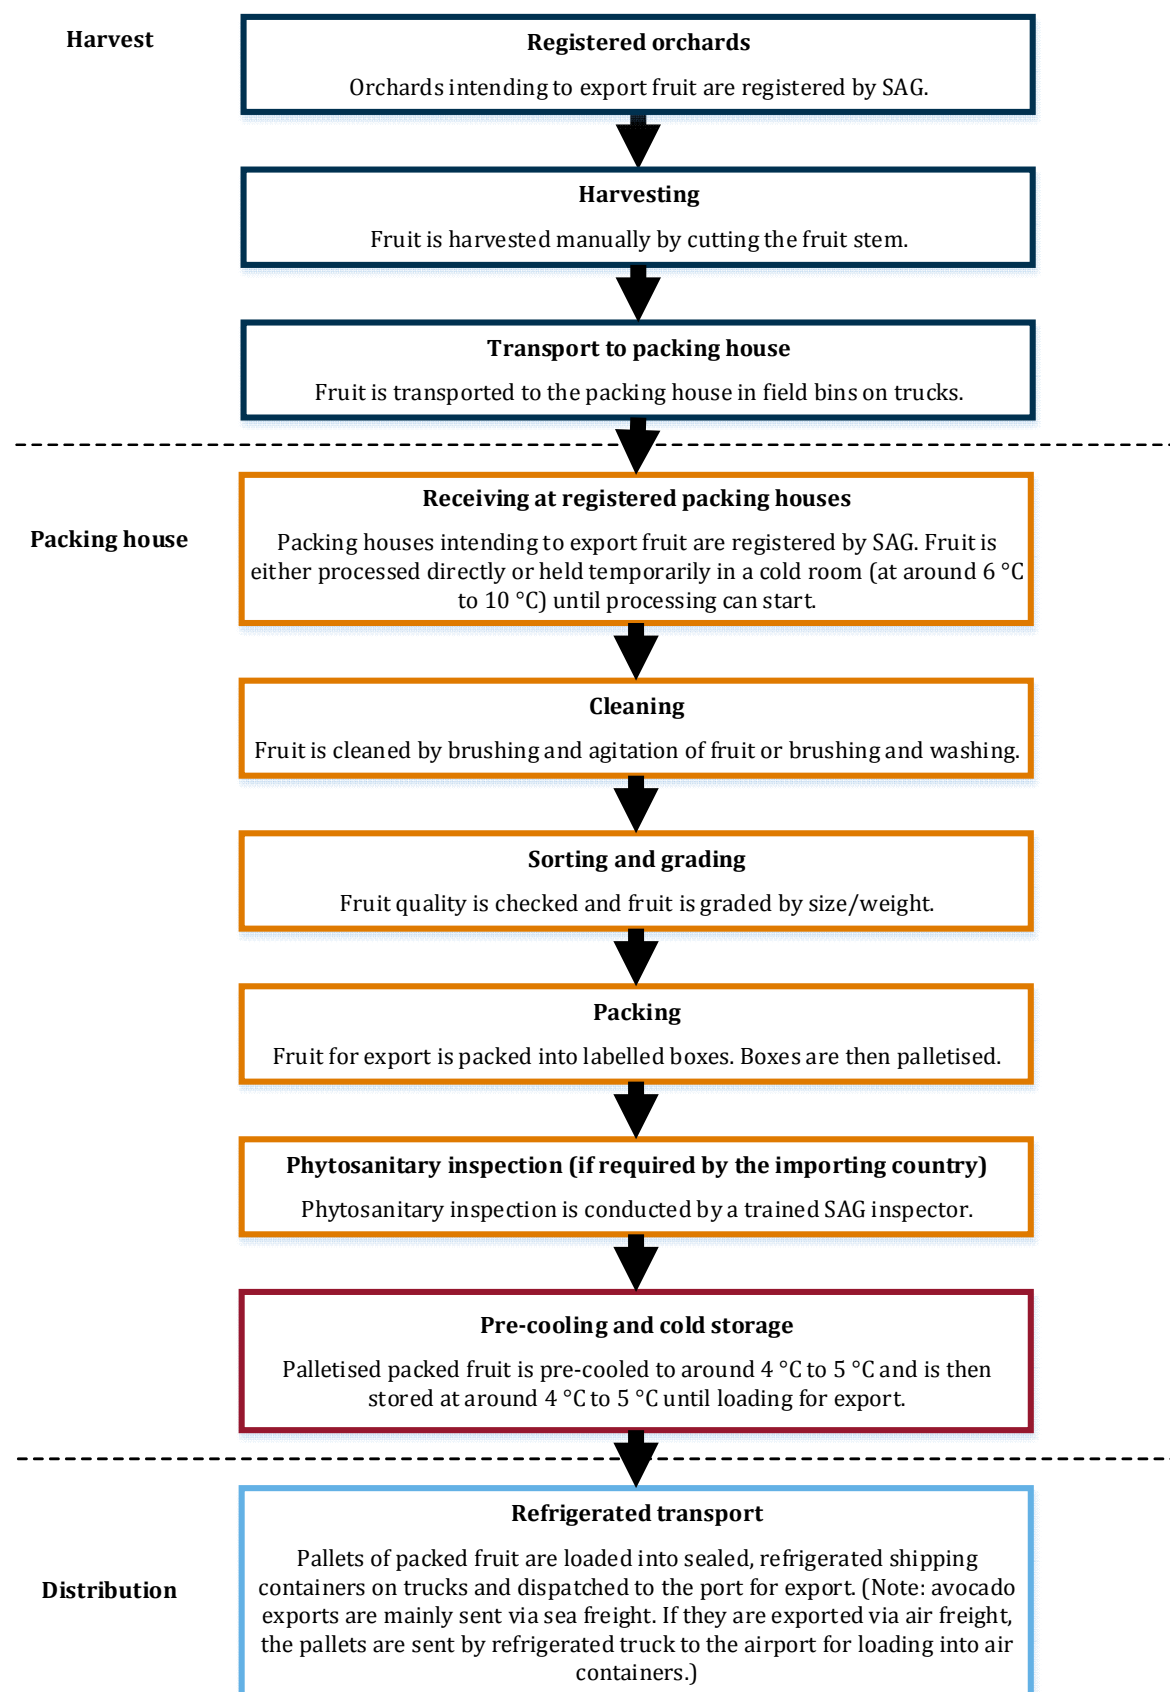 Harvest
Registered orchards
Orchards intending to export fruit are registered by SAG.
Harvesting
Fruit is harvested manually by cutting the fruit stem.
Transport to packing house
Fruit is transported to the packing house in field bins on trucks.
Packing house
Receiving at registered packing houses
Packing houses intending to export fruit are registered by SAG. Fruit is
either processed directly or held temporarily in a cold room (at around 6 °C
to 10 °C) until processing can start.
Cleaning
Fruit is cleaned by brushing and agitation of fruit or brushing and washing.
Sorting and grading
Fruit quality is checked and fruit is graded by size/weight.
Packing
Fruit for export is packed into labelled boxes. Boxes are then palletised.
Phytosanitary inspection (if required by the importing country)
Phytosanitary inspection is conducted by a trained SAG inspector.
Pre-cooling and cold storage
Palletised packed fruit is pre-cooled to around 4 °C to 5 °C and is then
stored at around 4 °C to 5 °C until loading for export.
Distribution
Refrigerated transport
Pallets of packed fruit are loaded into sealed, refrigerated shipping
containers on trucks and dispatched to the port for export. (Note: avocado
exports are mainly sent via sea freight. If they are exported via air freight,
the pallets are sent by refrigerated truck to the airport for loading into air
containers.)